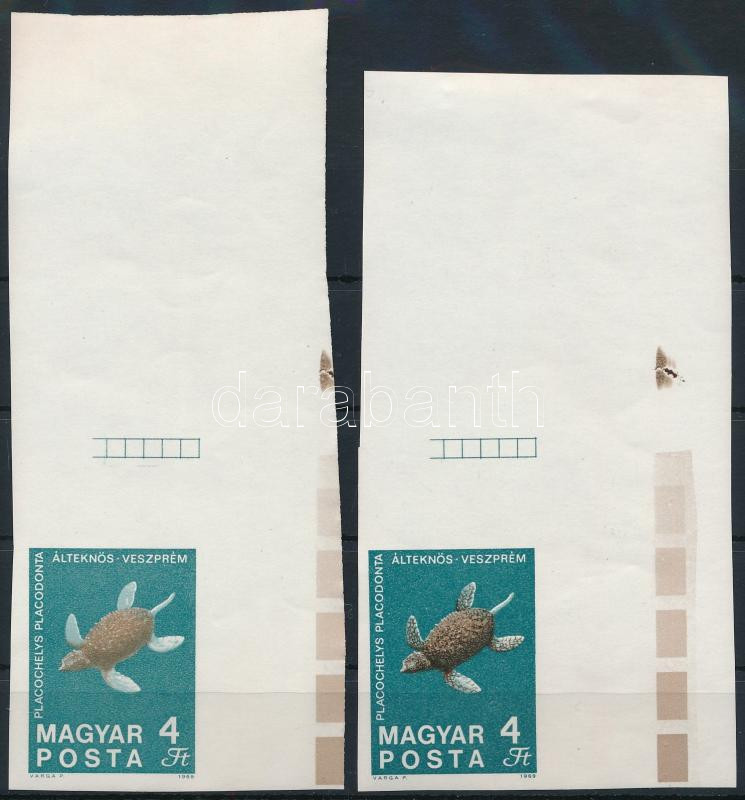 darabanth
ÁLTEKNŐS - VESZPRÉM
PLACOCHELYS PLACODONTA
MAGYAR 4
POSTA Ft
VARGA P. 1969
ÁLTEKNŐS - VESZPRÉM
PLACOCHELYS PLACODONTA
MAGYAR 4
POSTA Ft
VARGA P. 1969